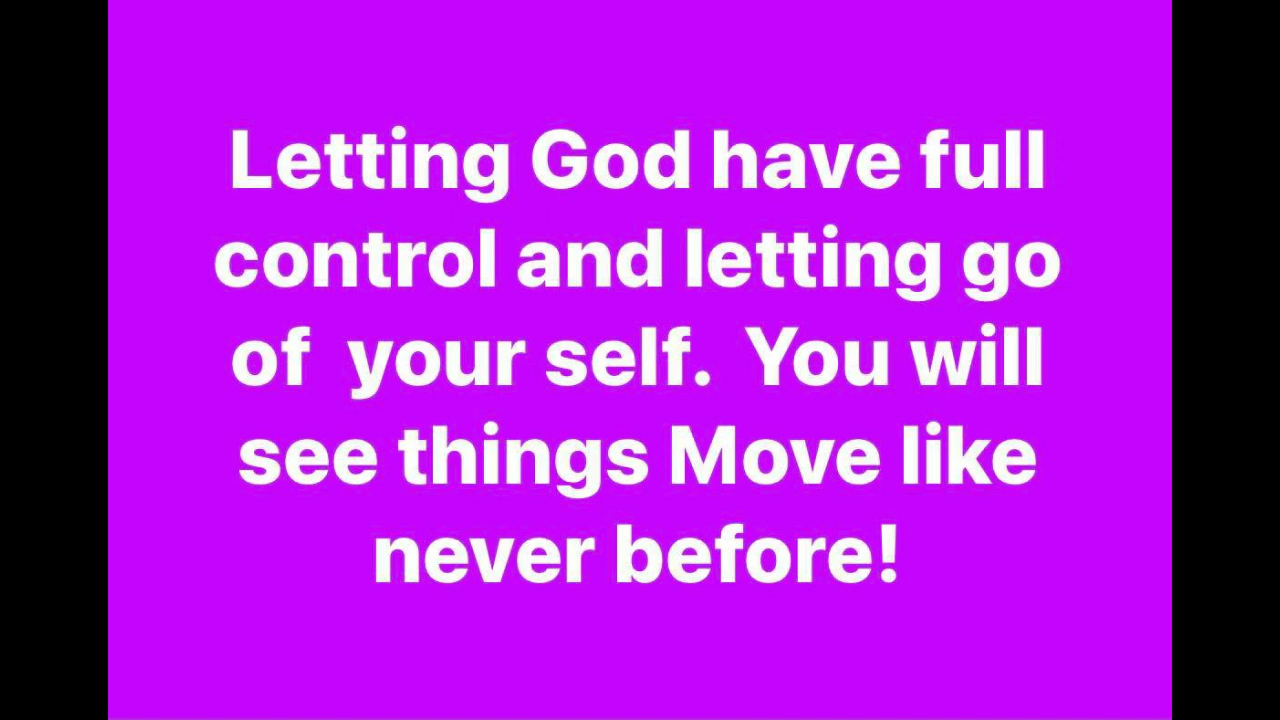 Letting God have full
control and letting go
of  your self.  You will
see things Move like
never before!